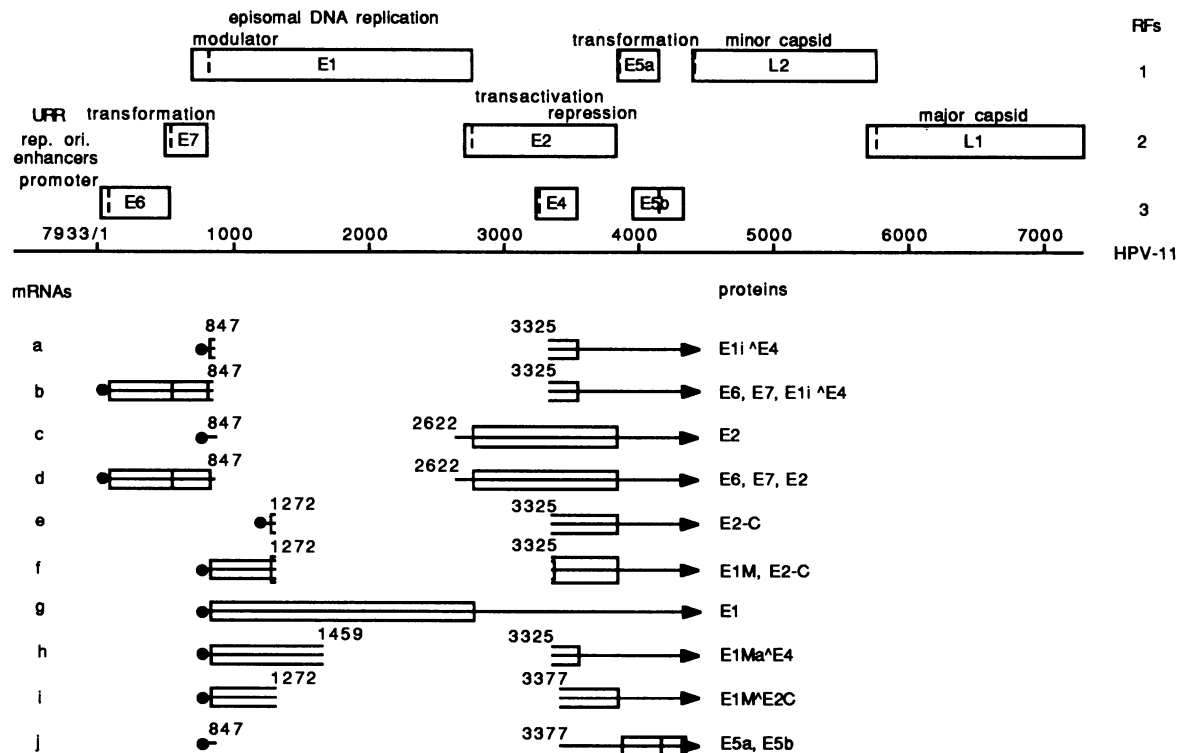 episomal DNA replication
RFs
modulator
transformation
minor capsid
E1
E5a
L2
1
transactivation
URR
transformation
repression
major capsid
rep. ori.
E7
E2
L1
2
enhancers
promoter
E6
E4
E5b
3
7933/1 1000 2000 3000 4000 5000 6000 7000
HPV-11
mRNAs
proteins
a 847 3325 E1i ^E4
b 847 3325 E6, E7, E1i ^E4
c 847 2622 E2
d 847 2622 E6, E7, E2
e 1272 3325 E2-C
f 1272 3325 E1M, E2-C
g E1
h 1459 3325 E1Ma^E4
i 1272 3377 E1M^E2C
j 847 3377 E5a, E5b